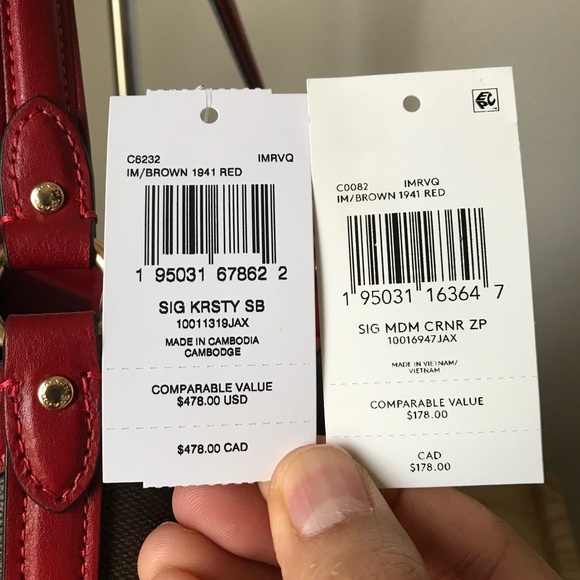 C6232 IMRVQ
IM/BROWN 1941 RED
1 95031 67862 2
SIG KRSTY SB
10011319JAX
MADE IN CAMBODIA
CAMBODGE
COMPARABLE VALUE
$478.00 USD
$478.00 CAD
C0082 IMRVQ
IM/BROWN 1941 RED
1 95031 16364 7
SIG MDM CRNR ZP
10016947JAX
MADE IN VIETNAM/
VIETNAM
COMPARABLE VALUE
$178.00
CAD
$178.00